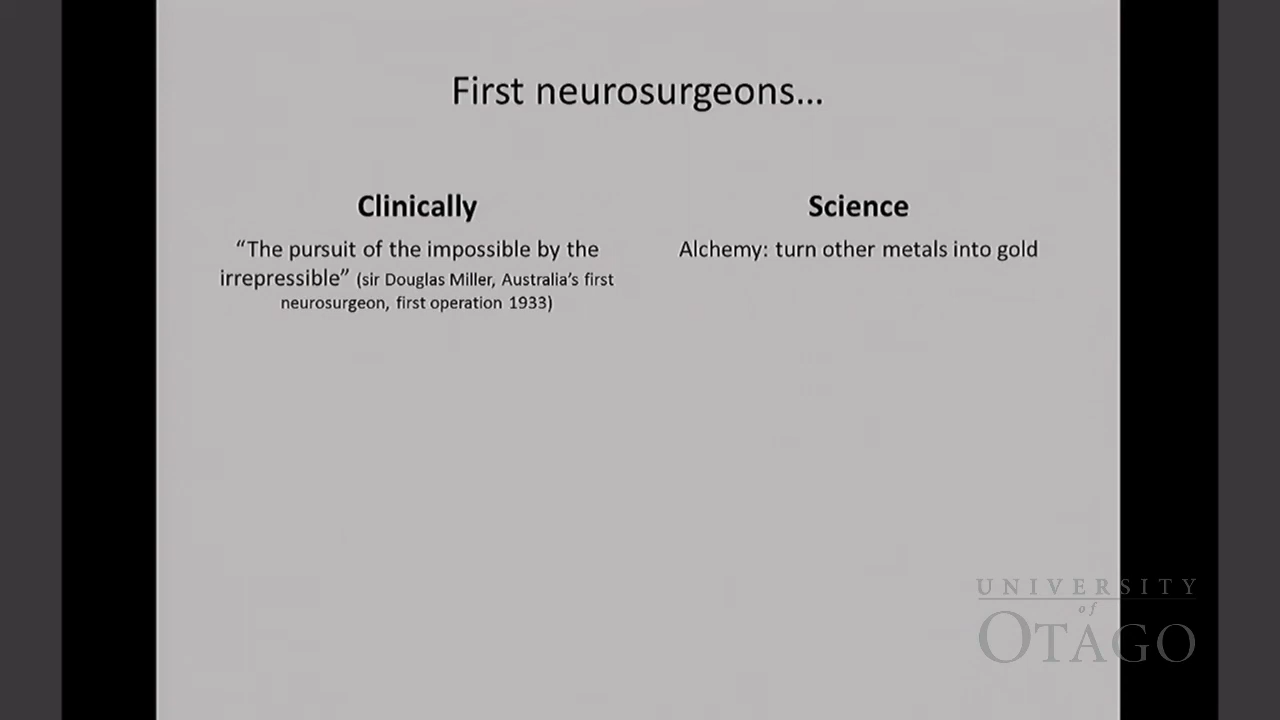 First neurosurgeons...
Clinically
“The pursuit of the impossible by the
irrepressible” (sir Douglas Miller, Australia’s first
neurosurgeon, first operation 1933)
Science
Alchemy: turn other metals into gold
UNIVERSITY
of
OTAGO